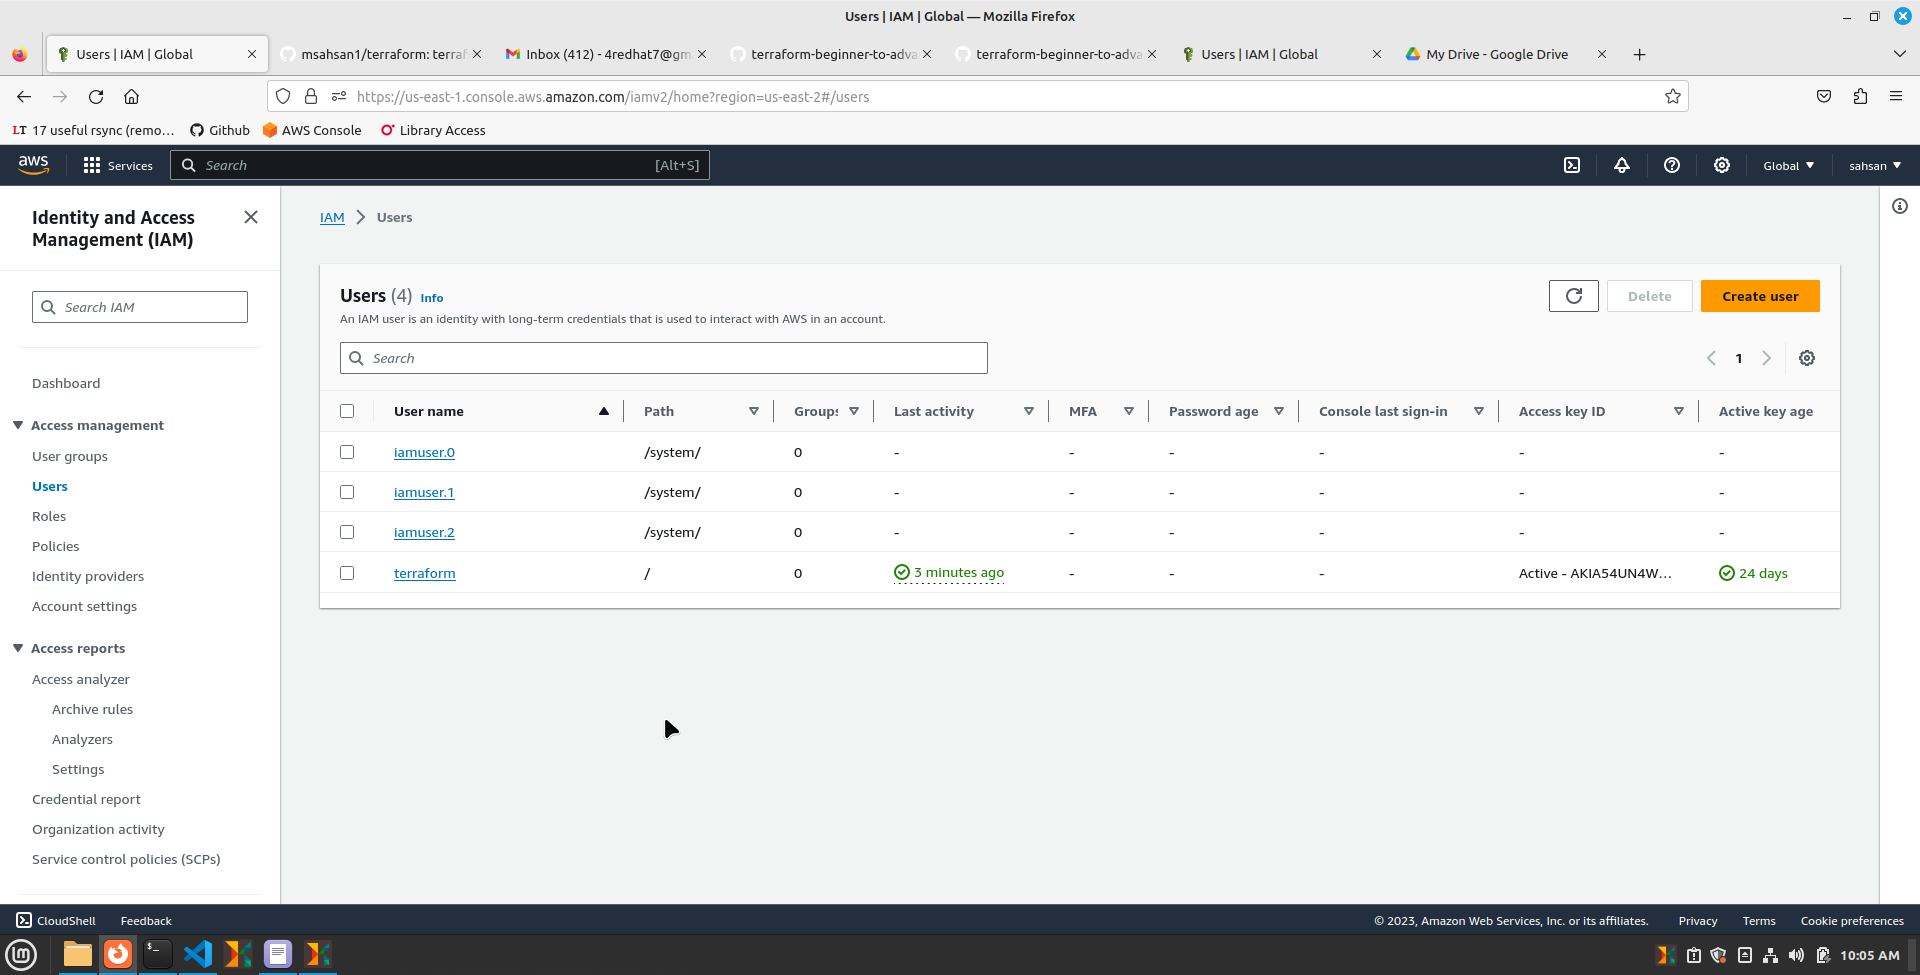 Users | IAM | Global — Mozilla Firefox
Users | IAM | Global
msahsan1/terraform: terraf
Inbox (412) - 4redhat7@gm
terraform-beginner-to-adva
terraform-beginner-to-adva
Users | IAM | Global
My Drive - Google Drive
https://us-east-1.console.aws.amazon.com/iamv2/home?region=us-east-2#/users
LT 17 useful rsync (remo...
Github
AWS Console
Library Access
aws
Services
Search
[Alt+S]
Global
sahsan
Identity and Access
Management (IAM)
Search IAM
Dashboard
Access management
User groups
Users
Roles
Policies
Identity providers
Account settings
Access reports
Access analyzer
Archive rules
Analyzers
Settings
Credential report
Organization activity
Service control policies (SCPs)
IAM > Users
Users (4) Info
An IAM user is an identity with long-term credentials that is used to interact with AWS in an account.
Delete
Create user
Search
1
User name Path Groups Last activity MFA Password age Console last sign-in Access key ID Active key age
iamuser.0 /system/ 0 - - - - - -
iamuser.1 /system/ 0 - - - - - -
iamuser.2 /system/ 0 - - - - - -
terraform / 0 3 minutes ago - - - Active - AKIA54UN4W... 24 days
CloudShell
Feedback
© 2023, Amazon Web Services, Inc. or its affiliates.
Privacy
Terms
Cookie preferences
10:05 AM